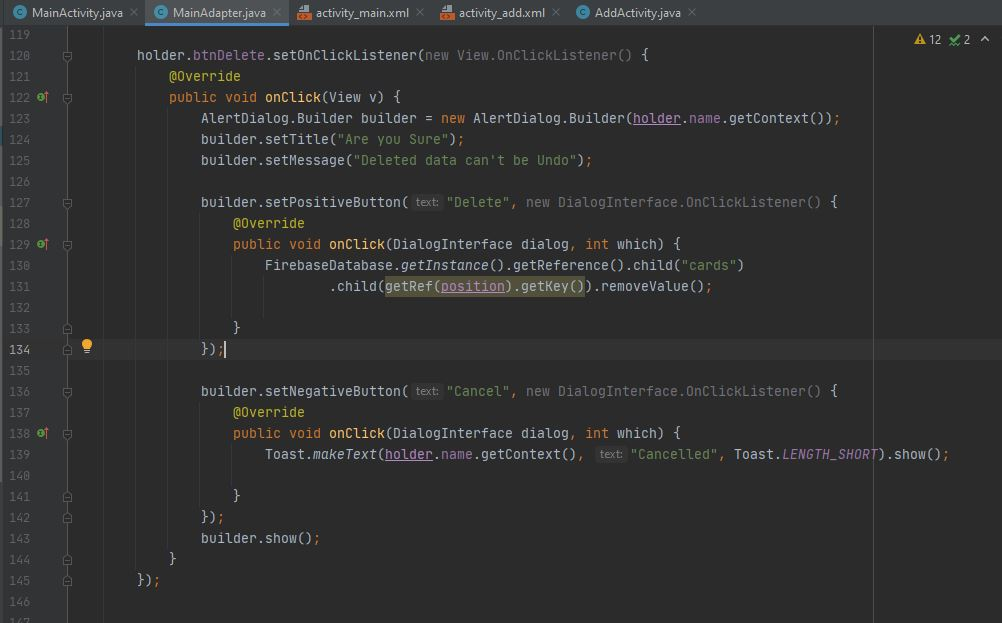 MainActivity.java MainAdapter.java activity_main.xml activity_add.xml AddActivity.java
119
12 2
120 holder.btnDelete.setOnClickListener(new View.OnClickListener() {
121 @Override
122 public void onClick(View v) {
123 AlertDialog.Builder builder = new AlertDialog.Builder(holder.name.getContext());
124 builder.setTitle("Are you Sure");
125 builder.setMessage("Deleted data can't be Undo");
126
127 builder.setPositiveButton( text: "Delete", new DialogInterface.OnClickListener() {
128 @Override
129 public void onClick(DialogInterface dialog, int which) {
130 FirebaseDatabase.getInstance().getReference().child("cards")
131 .child(getRef(position).getKey()).removeValue();
132
133 }
134 });
135
136 builder.setNegativeButton( text: "Cancel", new DialogInterface.OnClickListener() {
137 @Override
138 public void onClick(DialogInterface dialog, int which) {
139 Toast.makeText(holder.name.getContext(), text: "Cancelled", Toast.LENGTH_SHORT).show();
140
141 }
142 });
143 builder.show();
144 }
145 });
146
147